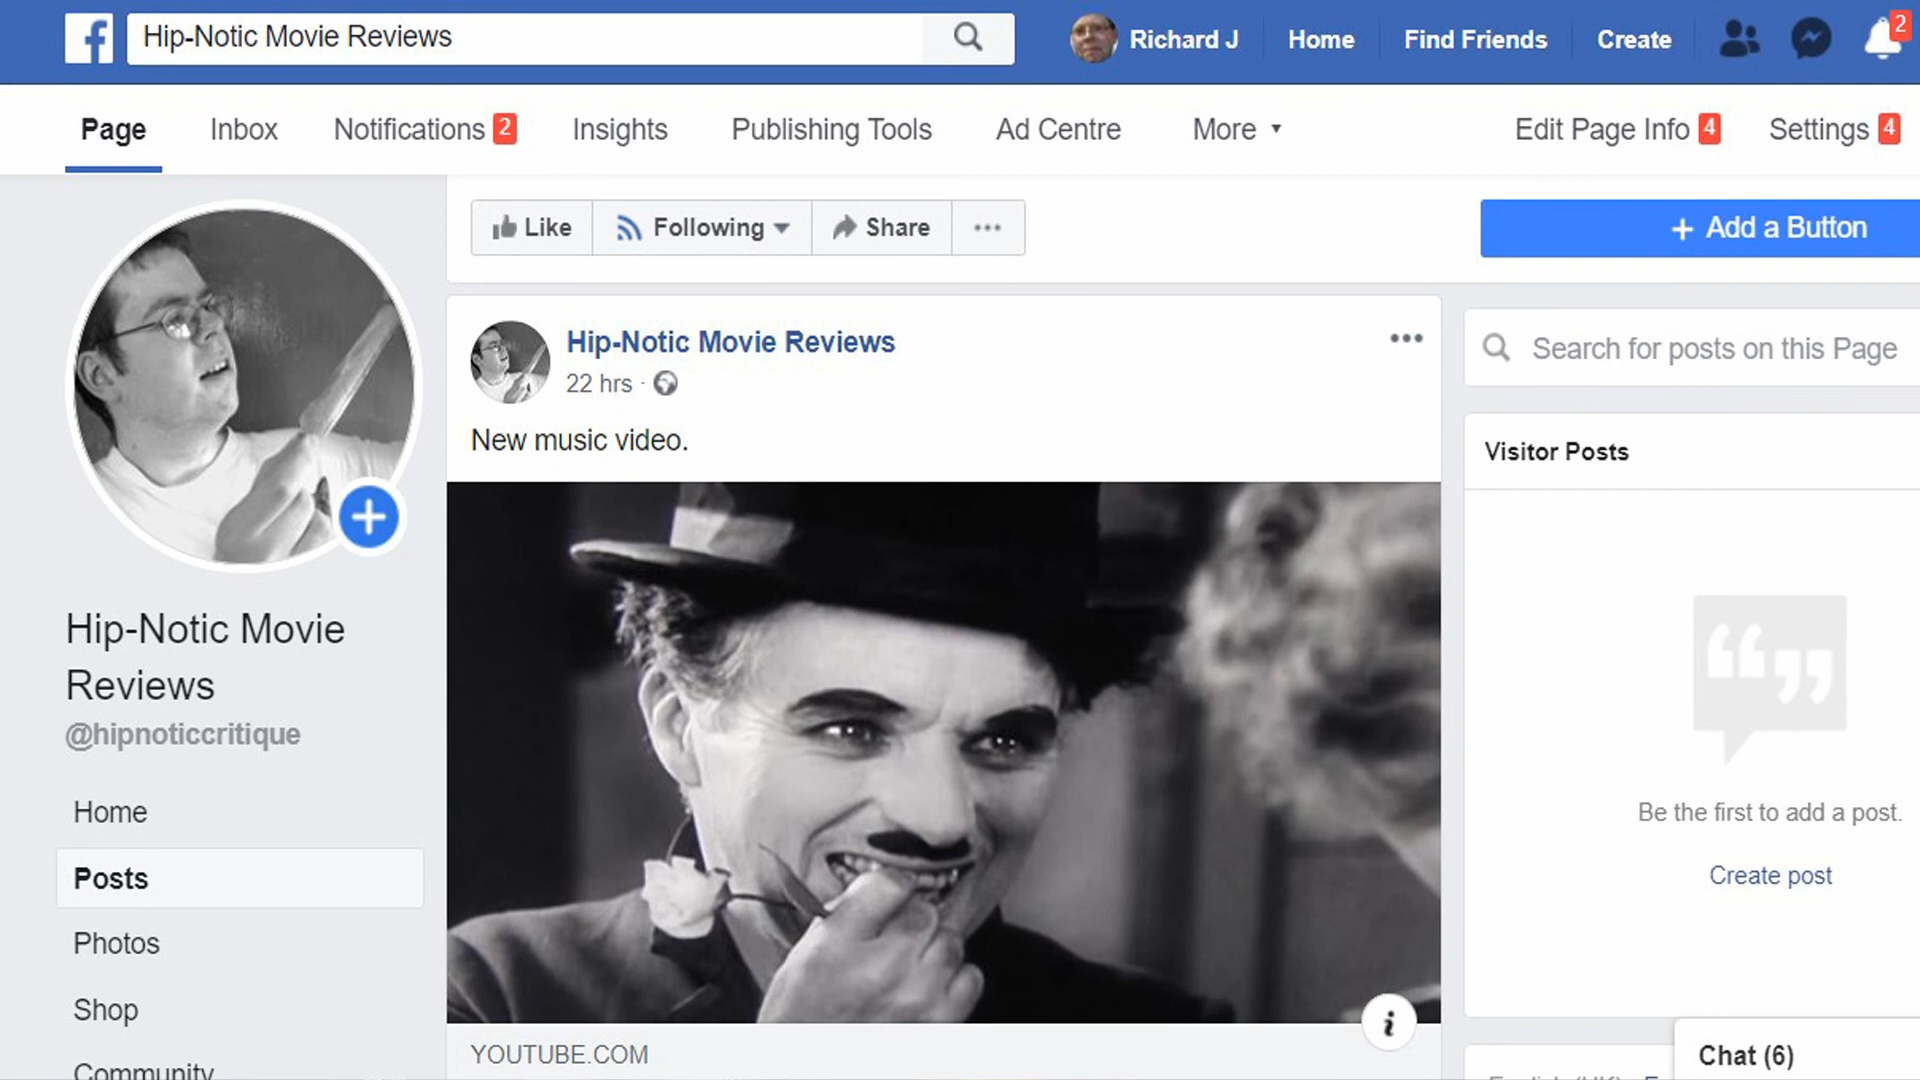 Hip-Notic Movie Reviews
Richard J
Home
Find Friends
Create
2
Page
Inbox
Notifications 2
Insights
Publishing Tools
Ad Centre
More
Edit Page Info 4
Settings 4
Like
Following
Share
+ Add a Button
Hip-Notic Movie Reviews
22 hrs ·
New music video.
YOUTUBE.COM
Hip-Notic Movie
Reviews
@hipnoticcritique
Home
Posts
Photos
Shop
Community
Search for posts on this Page
Visitor Posts
Be the first to add a post.
Create post
Chat (6)